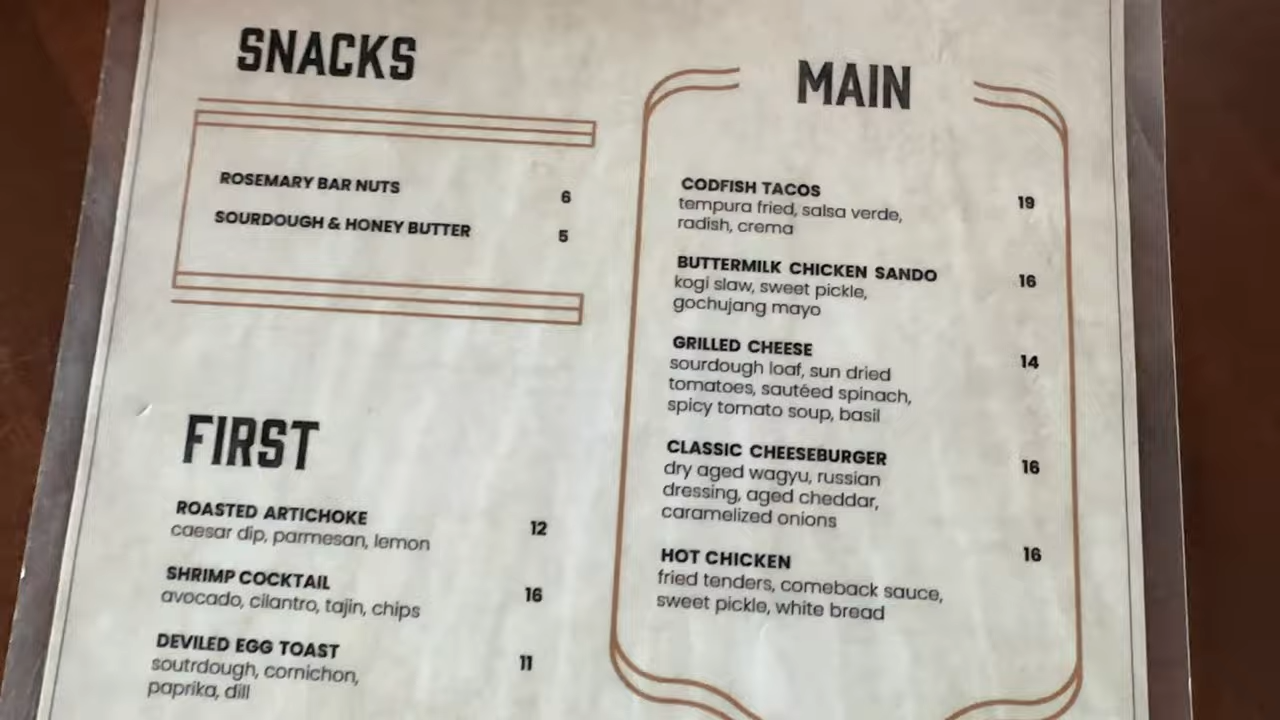 SNACKS
ROSEMARY BAR NUTS 6
SOURDOUGH & HONEY BUTTER 5
FIRST
ROASTED ARTICHOKE 12
caesar dip, parmesan, lemon
SHRIMP COCKTAIL 16
avocado, cilantro, tajin, chips
DEVILED EGG TOAST 11
soutrdough, cornichon,
paprika, dill
MAIN
CODFISH TACOS 19
tempura fried, salsa verde,
radish, crema
BUTTERMILK CHICKEN SANDO 16
kogi slaw, sweet pickle,
gochujang mayo
GRILLED CHEESE 14
sourdough loaf, sun dried
tomatoes, sautéed spinach,
spicy tomato soup, basil
CLASSIC CHEESEBURGER 16
dry aged wagyu, russian
dressing, aged cheddar,
caramelized onions
HOT CHICKEN 16
fried tenders, comeback sauce,
sweet pickle, white bread